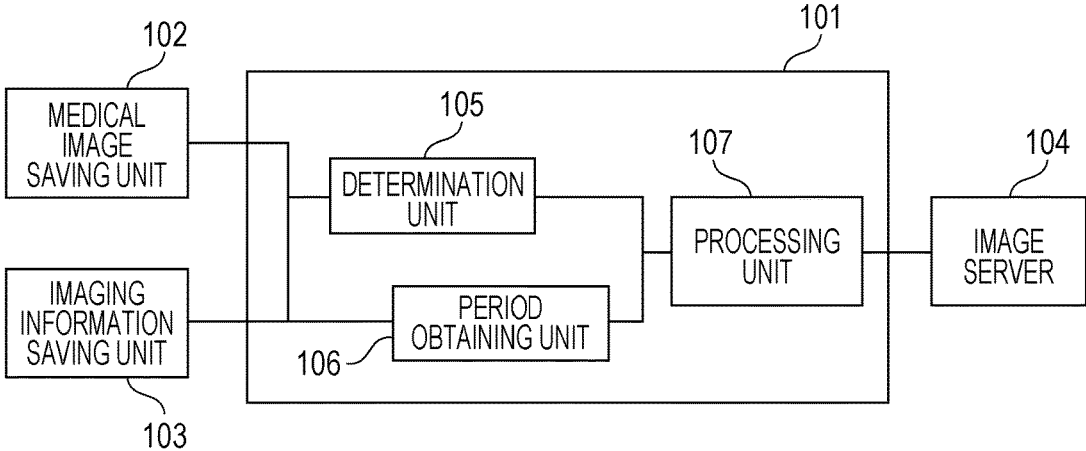 101
102
MEDICAL
IMAGE
SAVING UNIT
105
DETERMINATION
UNIT
107
PROCESSING
UNIT
104
IMAGE
SERVER
IMAGING
INFORMATION
SAVING UNIT
103
PERIOD
OBTAINING UNIT
106